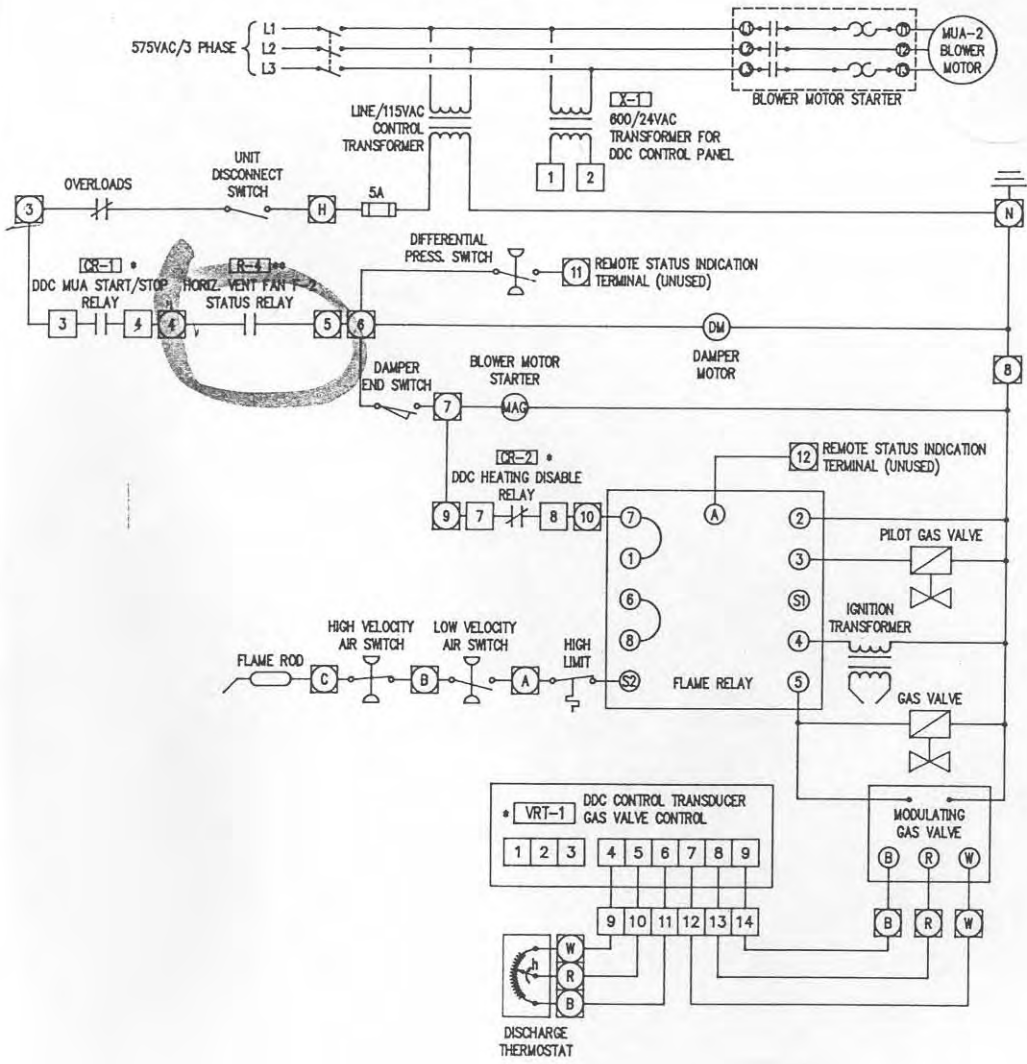 L1
575VAC/3 PHASE
L2
L3
L1
L2
L3
T1
T2
T3
MUA-2
BLOWER
MOTOR
BLOWER MOTOR STARTER
LINE/115VAC
CONTROL
TRANSFORMER
X-1
600/24VAC
TRANSFORMER FOR
DDC CONTROL PANEL
1 2
OVERLOADS
UNIT
DISCONNECT
SWITCH
5A
3
H
N
DIFFERENTIAL
PRESS. SWITCH
11
REMOTE STATUS INDICATION
TERMINAL (UNUSED)
CR-1 *
DDC MUA START/STOP
RELAY
R-4 **
HORIZ. VENT FAN F-2
STATUS RELAY
3 4 4 5 6
DM
DAMPER
MOTOR
8
DAMPER
END SWITCH
7
BLOWER MOTOR
STARTER
MAG
CR-2 *
DDC HEATING DISABLE
RELAY
9 7 8 10
12
REMOTE STATUS INDICATION
TERMINAL (UNUSED)
7
1
6
8
S2
A
2
3
S1
4
5
FLAME RELAY
PILOT GAS VALVE
IGNITION
TRANSFORMER
GAS VALVE
FLAME ROD
C
HIGH VELOCITY
AIR SWITCH
B
LOW VELOCITY
AIR SWITCH
A
HIGH
LIMIT
* VRT-1
DDC CONTROL TRANSDUCER
GAS VALVE CONTROL
1 2 3 4 5 6 7 8 9
9 10 11 12 13 14
MODULATING
GAS VALVE
B R W
B R W
W
R
B
h
DISCHARGE
THERMOSTAT